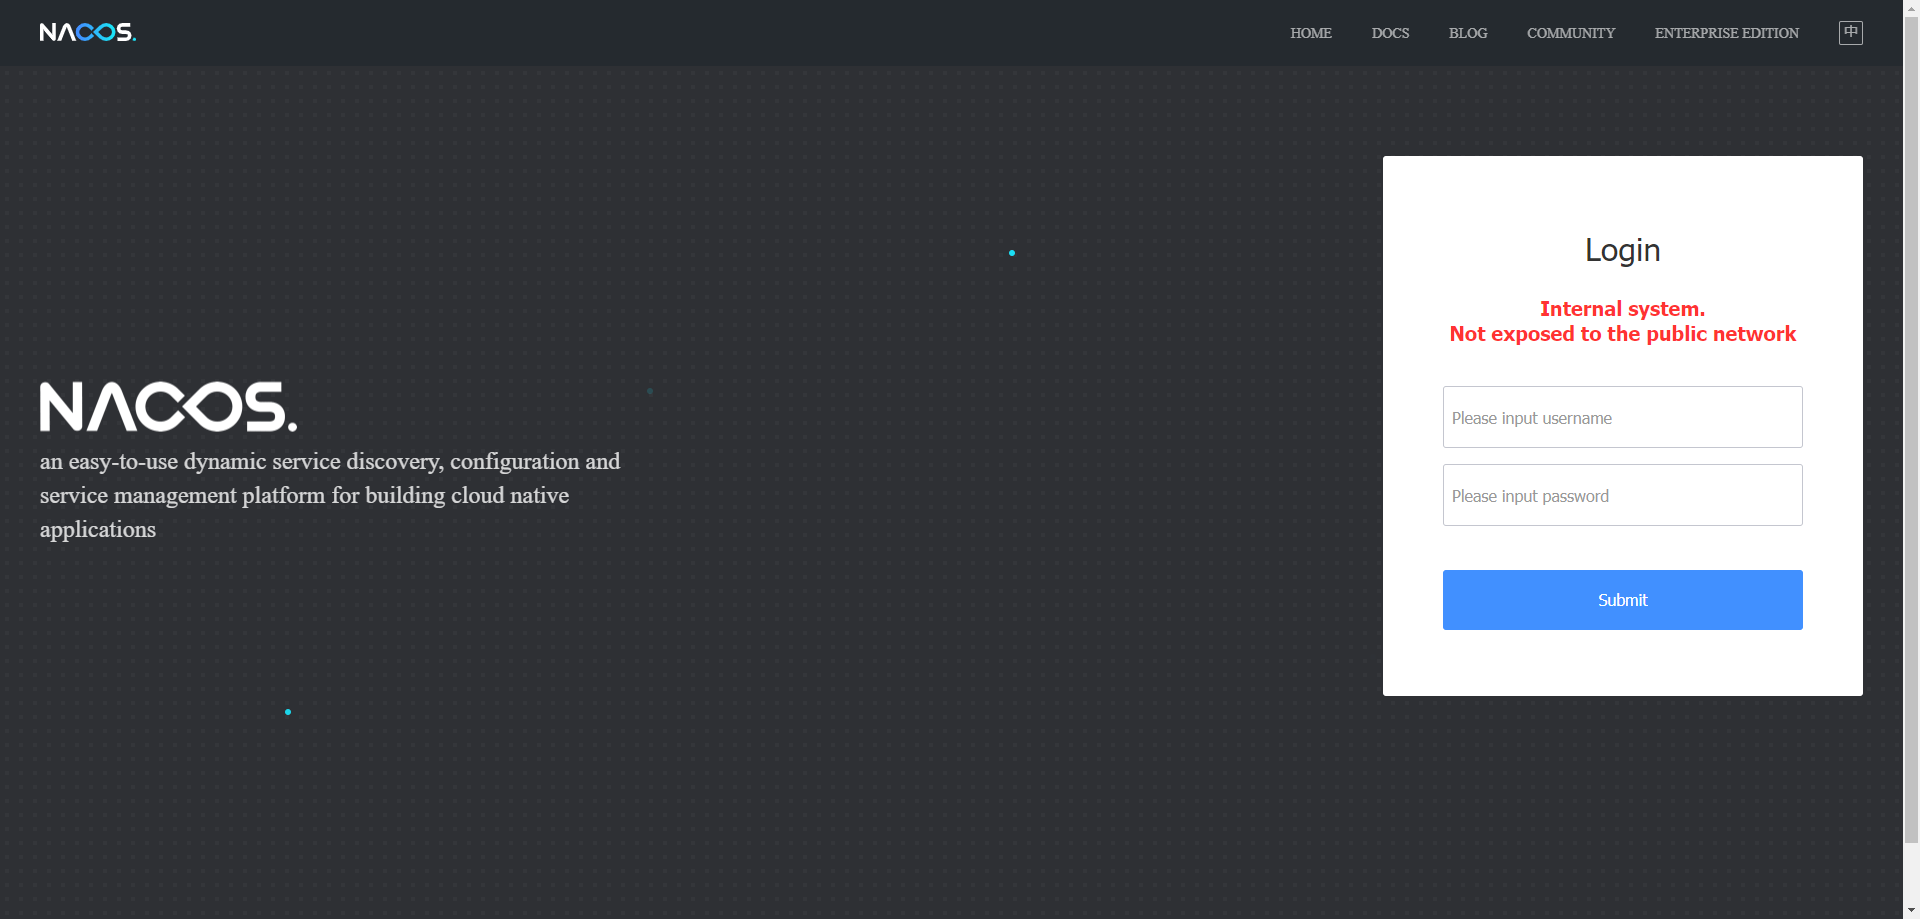 NACOS.
HOME DOCS BLOG COMMUNITY ENTERPRISE EDITION 中
Login
Internal system.
Not exposed to the public network
Please input username
Please input password
Submit
NACOS.
an easy-to-use dynamic service discovery, configuration and
service management platform for building cloud native
applications